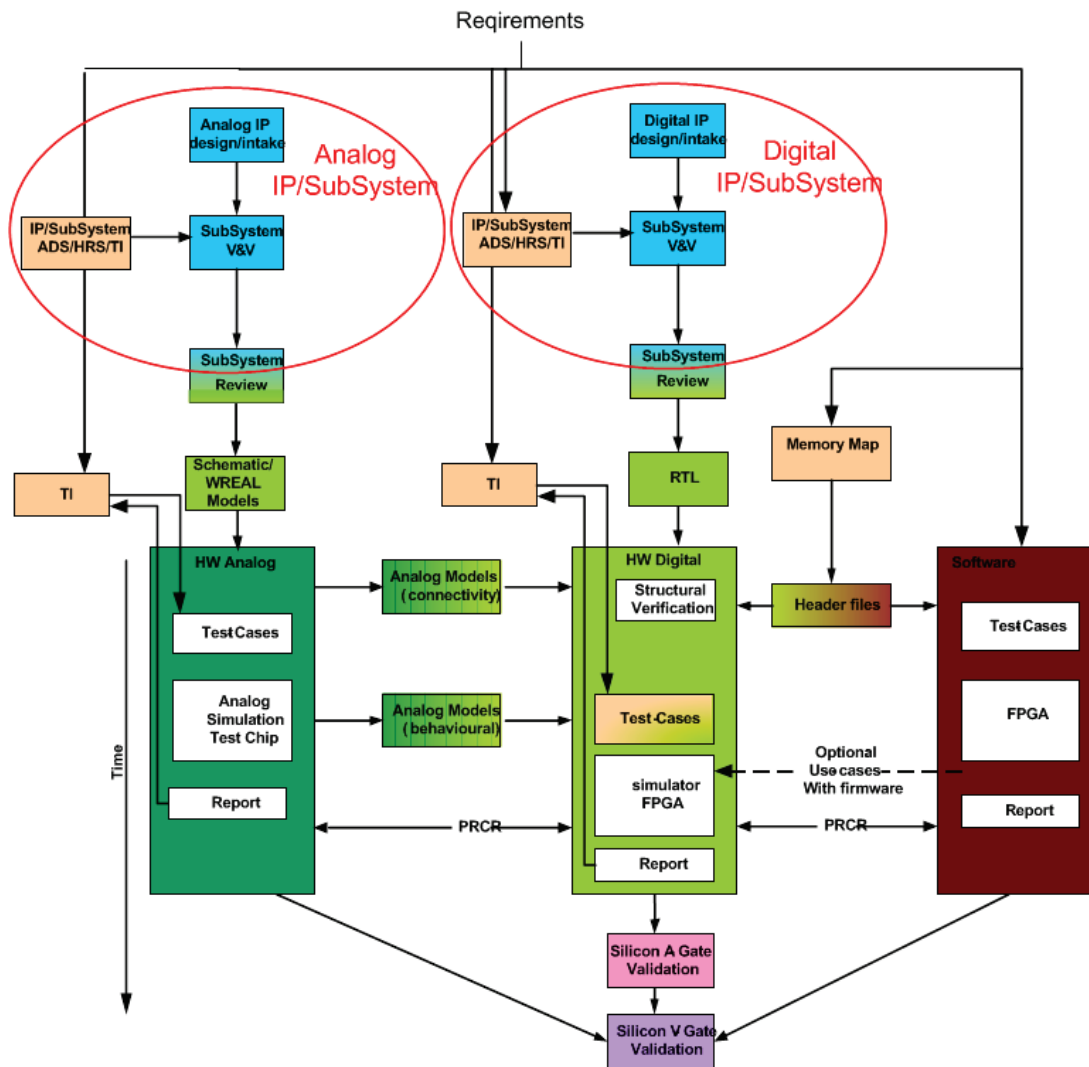 Reqirements
Analog IP
design/intake
Analog
IP/SubSystem
Digital IP
design/intake
Digital
IP/SubSystem
IP/SubSystem
ADS/HRS/TI
SubSystem
V&V
IP/SubSystem
ADS/HRS/TI
SubSystem
V&V
SubSystem
Review
SubSystem
Review
Memory Map
TI
Schematic/
WREAL
Models
TI
RTL
HW Analog
HW Digital
Software
Analog Models
(connectivity)
Structural
Verification
Header files
Test Cases
Test Cases
Analog
Simulation
Test Chip
Analog Models
(behavioural)
Test-Cases
FPGA
Time
Optional
Use cases
With firmware
simulator
FPGA
Report
Report
PRCR
PRCR
Report
Silicon A Gate
Validation
Silicon V Gate
Validation